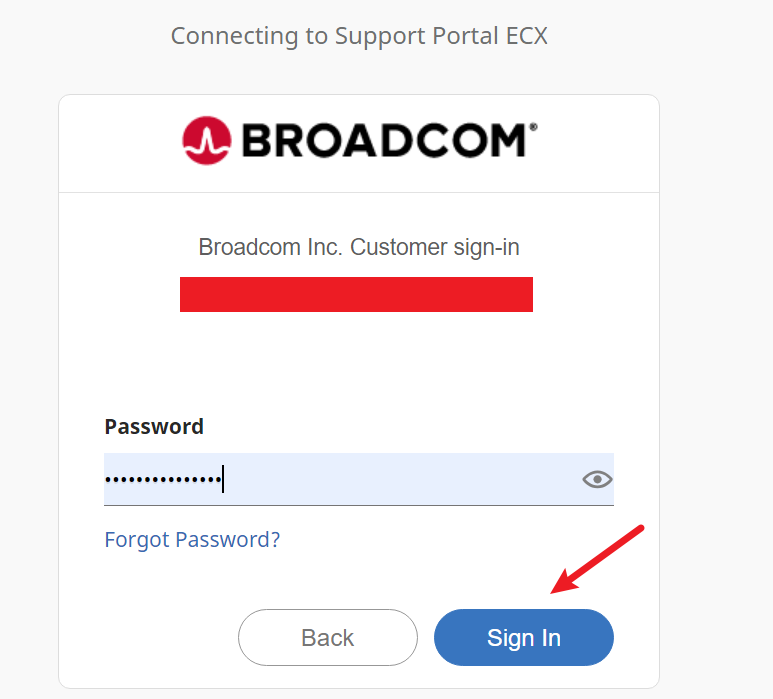 Connecting to Support Portal ECX
BROADCOM®
Broadcom Inc. Customer sign-in
Password
•••••••••••••••
Forgot Password?
Back
Sign In